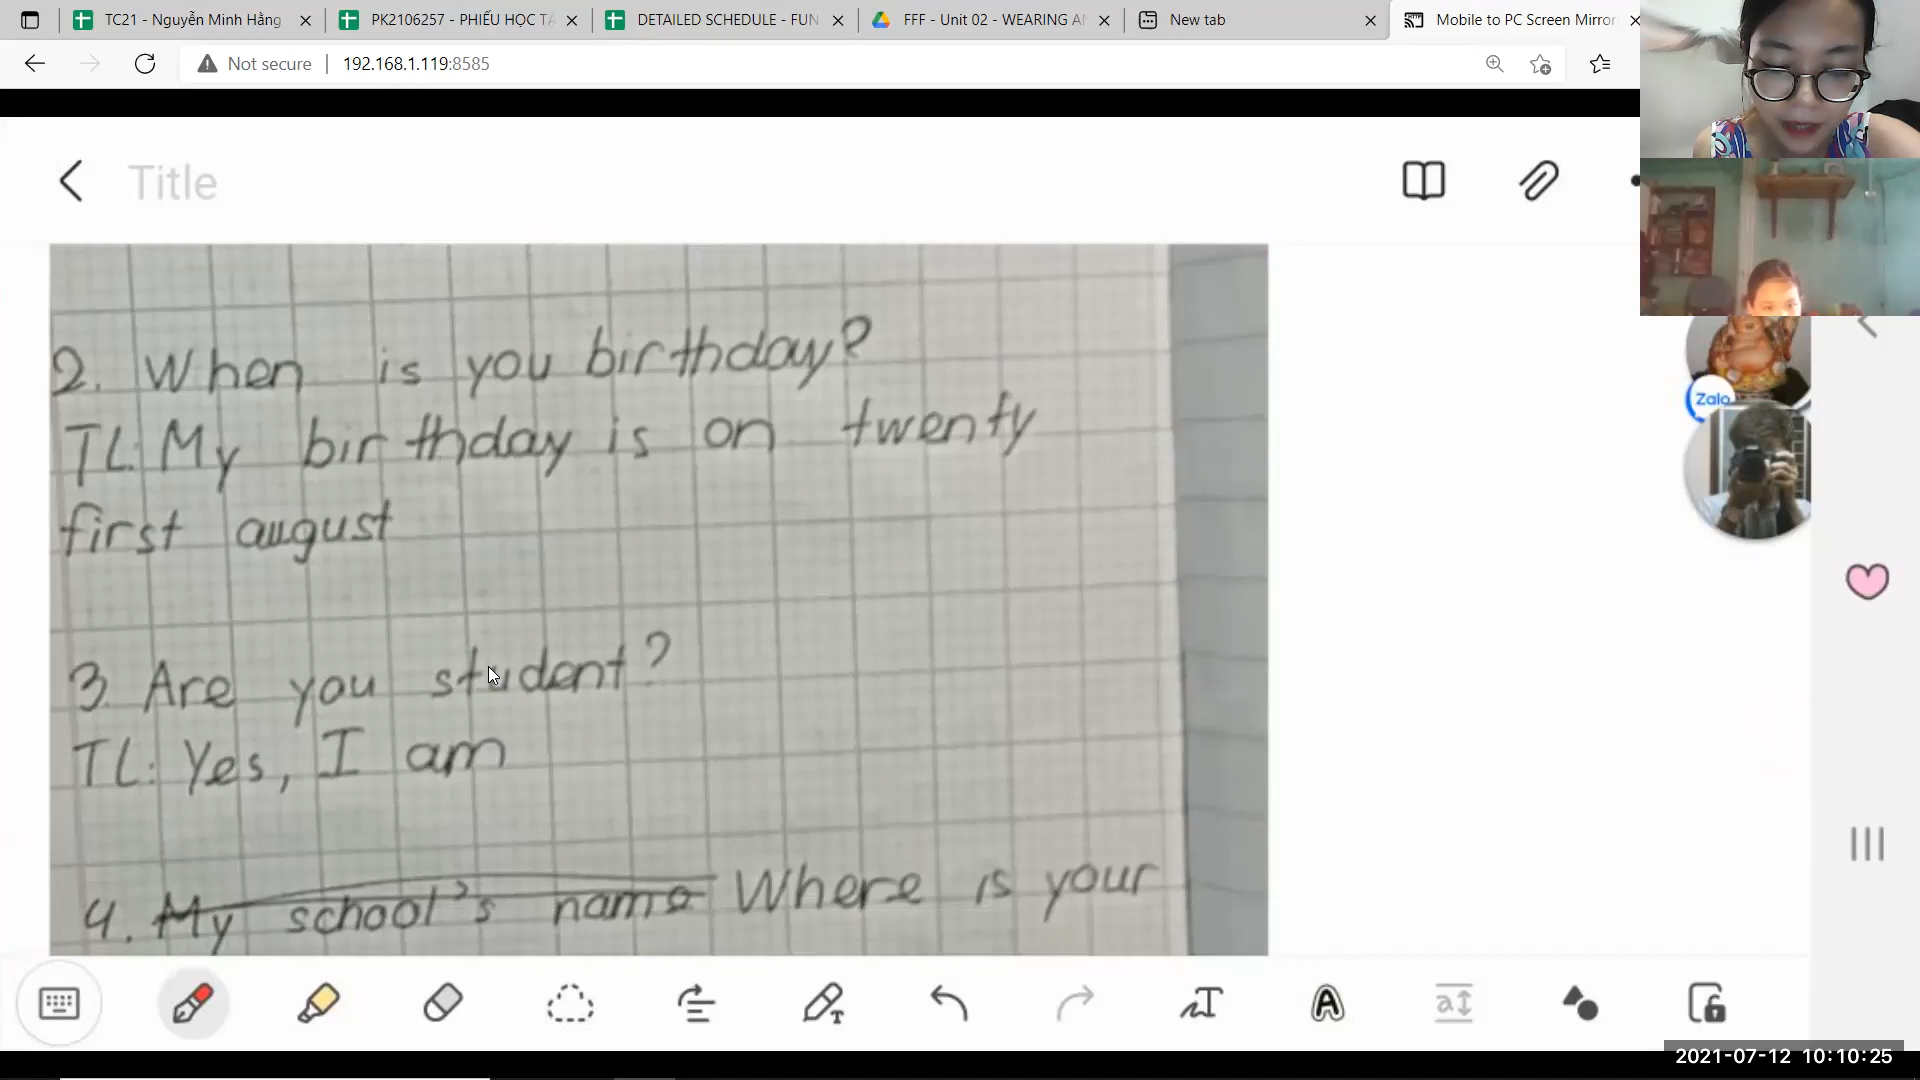 TC21 - Nguyễn Minh Hằng
PK2106257 - PHIẾU HỌC TẬ
DETAILED SCHEDULE - FUN
FFF - Unit 02 - WEARING A
New tab
Mobile to PC Screen Mirror
Not secure
192.168.1.119:8585
Title
2. When is you birthday?
TL: My birthday is on twenty
first august
Zalo
3. Are you student?
TL: Yes, I am
4. My school's name Where is your
2021-07-12 10:10:25